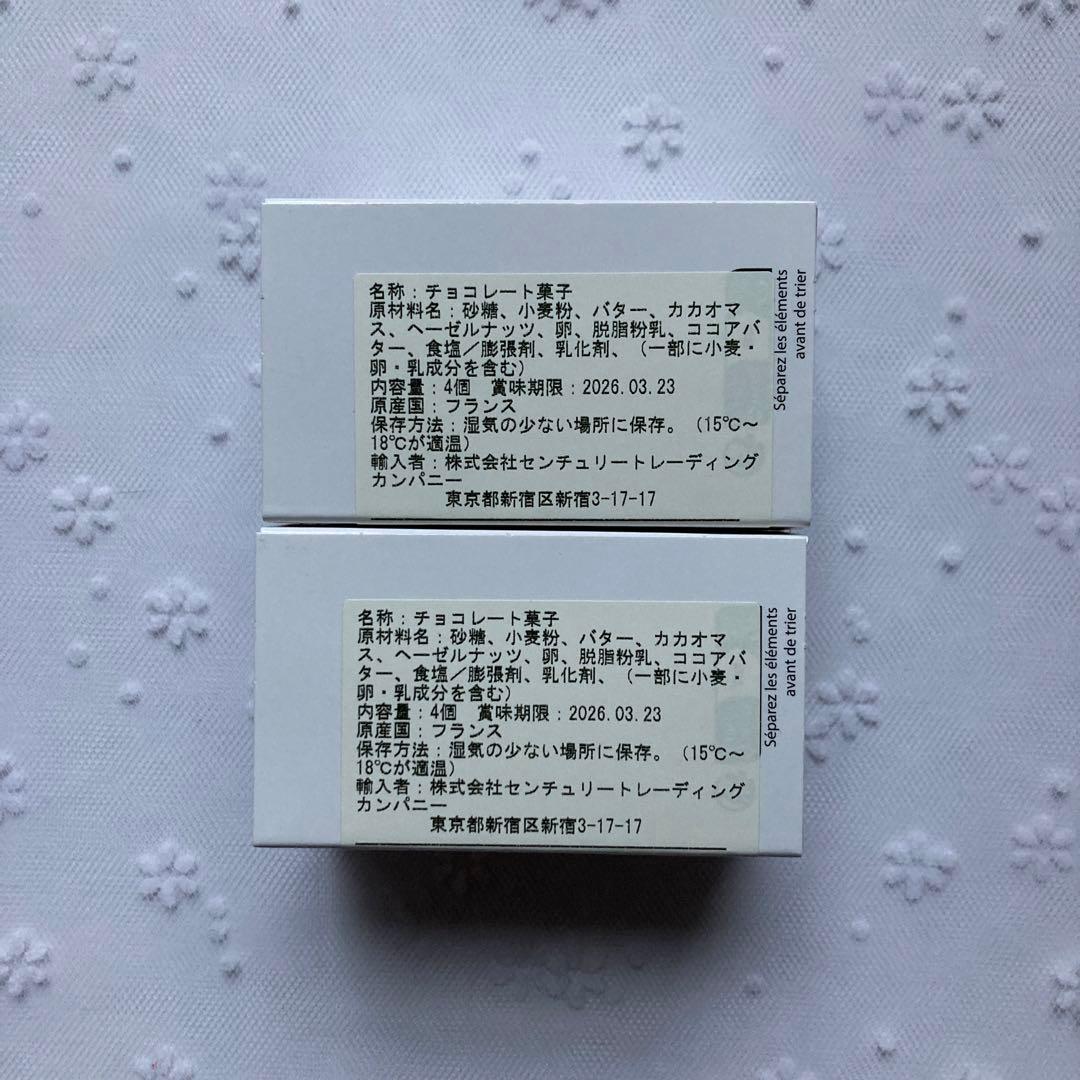 名称：チョコレート菓子
原材料名：砂糖、小麦粉、バター、カカオマ
ス、ヘーゼルナッツ、卵、脱脂粉乳、ココアバ
ター、食塩／膨張剤、乳化剤、（一部に小麦・
卵・乳成分を含む）
内容量：4個　賞味期限：2026.03.23
原産国：フランス
保存方法：湿気の少ない場所に保存。（15℃〜
18℃が適温）
輸入者：株式会社センチュリートレーディング
カンパニー
東京都新宿区新宿3-17-17
Séparez les éléments
avant de trier
名称：チョコレート菓子
原材料名：砂糖、小麦粉、バター、カカオマ
ス、ヘーゼルナッツ、卵、脱脂粉乳、ココアバ
ター、食塩／膨張剤、乳化剤、（一部に小麦・
卵・乳成分を含む）
内容量：4個　賞味期限：2026.03.23
原産国：フランス
保存方法：湿気の少ない場所に保存。（15℃〜
18℃が適温）
輸入者：株式会社センチュリートレーディング
カンパニー
東京都新宿区新宿3-17-17
Séparez les éléments
avant de trier